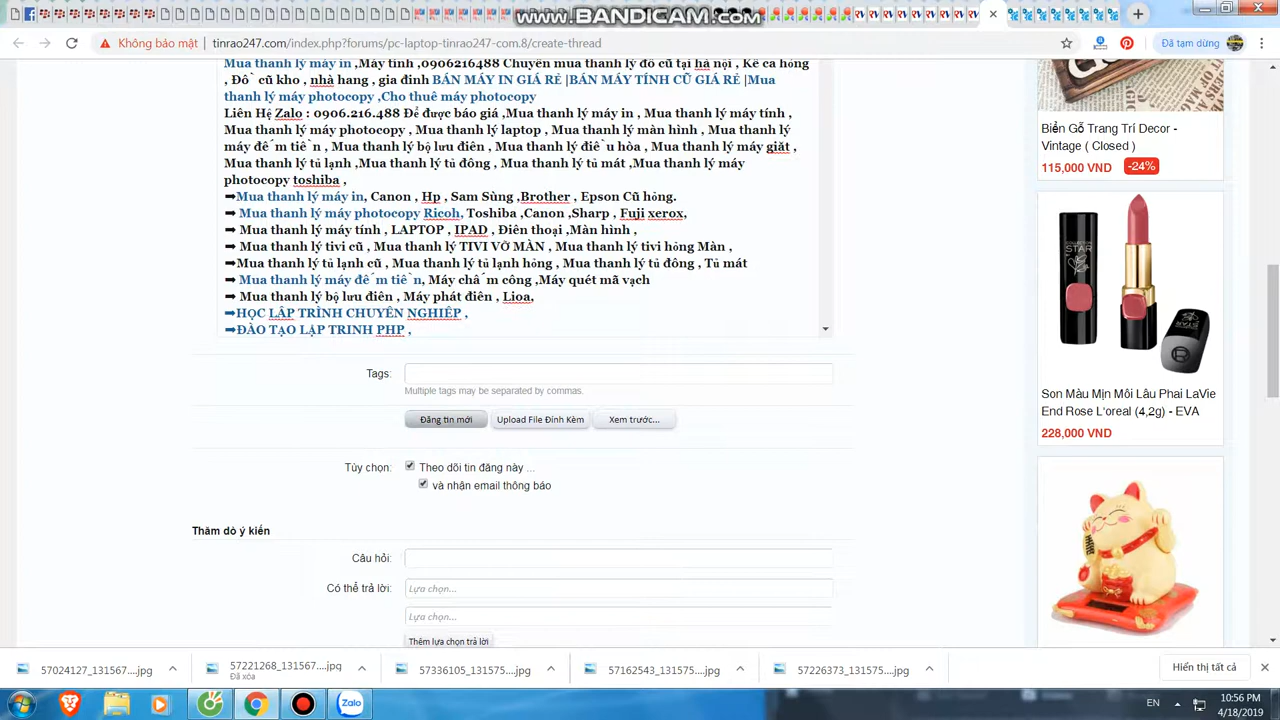 www.BANDICAM.com
Không bảo mật | tinrao247.com/index.php?forums/pc-laptop-tinrao247-com.8/create-thread
Đã tạm dừng
Mua thanh lý máy in ,Máy tính ,0906216488 Chuyên mua thanh lý đồ cũ tại hà nội , Kê ca hỏng
, Đồ cũ kho , nhà hang , gia đinh BÁN MÁY IN GIÁ RẺ |BÁN MÁY TÍNH CŨ GIÁ RẺ |Mua
thanh lý máy photocopy ,Cho thuê máy photocopy
Liên Hệ Zalo : 0906.216.488 Để được báo giá ,Mua thanh lý máy in , Mua thanh lý máy tính ,
Mua thanh lý máy photocopy , Mua thanh lý laptop , Mua thanh lý màn hình , Mua thanh lý
máy đếm tiền , Mua thanh lý bộ lưu điên , Mua thanh lý điều hòa , Mua thanh lý máy giăt ,
Mua thanh lý tủ lạnh ,Mua thanh lý tủ đông , Mua thanh lý tủ mát ,Mua thanh lý máy
photocopy toshiba ,
➡Mua thanh lý máy in, Canon , Hp , Sam Sùng ,Brother , Epson Cũ hỏng.
➡ Mua thanh lý máy photocopy Ricoh, Toshiba ,Canon ,Sharp , Fuji xerox,
➡ Mua thanh lý máy tính , LAPTOP , IPAD , Điên thoại ,Màn hình ,
➡ Mua thanh lý tivi cũ , Mua thanh lý TIVI VỠ MÀN , Mua thanh lý tivi hỏng Màn ,
➡Mua thanh lý tủ lạnh cũ , Mua thanh lý tủ lạnh hỏng , Mua thanh lý tủ đông , Tủ mát
➡ Mua thanh lý máy đếm tiền, Máy chấm công ,Máy quét mã vạch
➡ Mua thanh lý bộ lưu điên , Máy phát điên , Lioa,
➡HỌC LÂP TRÌNH CHUYÊN NGHIÊP ,
➡ĐÀO TẠO LẬP TRINH PHP ,
Tags:
Multiple tags may be separated by commas.
Đăng tin mới
Upload File Đính Kèm
Xem trước...
Tùy chọn:
Theo dõi tin đăng này ...
và nhận email thông báo
Thăm dò ý kiến
Câu hỏi:
Có thể trả lời:
Lựa chọn...
Lựa chọn...
Thêm lựa chọn trả lời
Biển Gỗ Trang Trí Decor -
Vintage ( Closed )
115,000 VND
-24%
COLLECTION
STAR
Son Màu Mịn Môi Lâu Phai LaVie
End Rose L'oreal (4,2g) - EVA
228,000 VND
57024127_131567....jpg
57221268_131567....jpg
Đã xóa
57336105_131575....jpg
57162543_131575....jpg
57226373_131575....jpg
Hiển thị tất cả
Zalo
EN
10:56 PM
4/18/2019